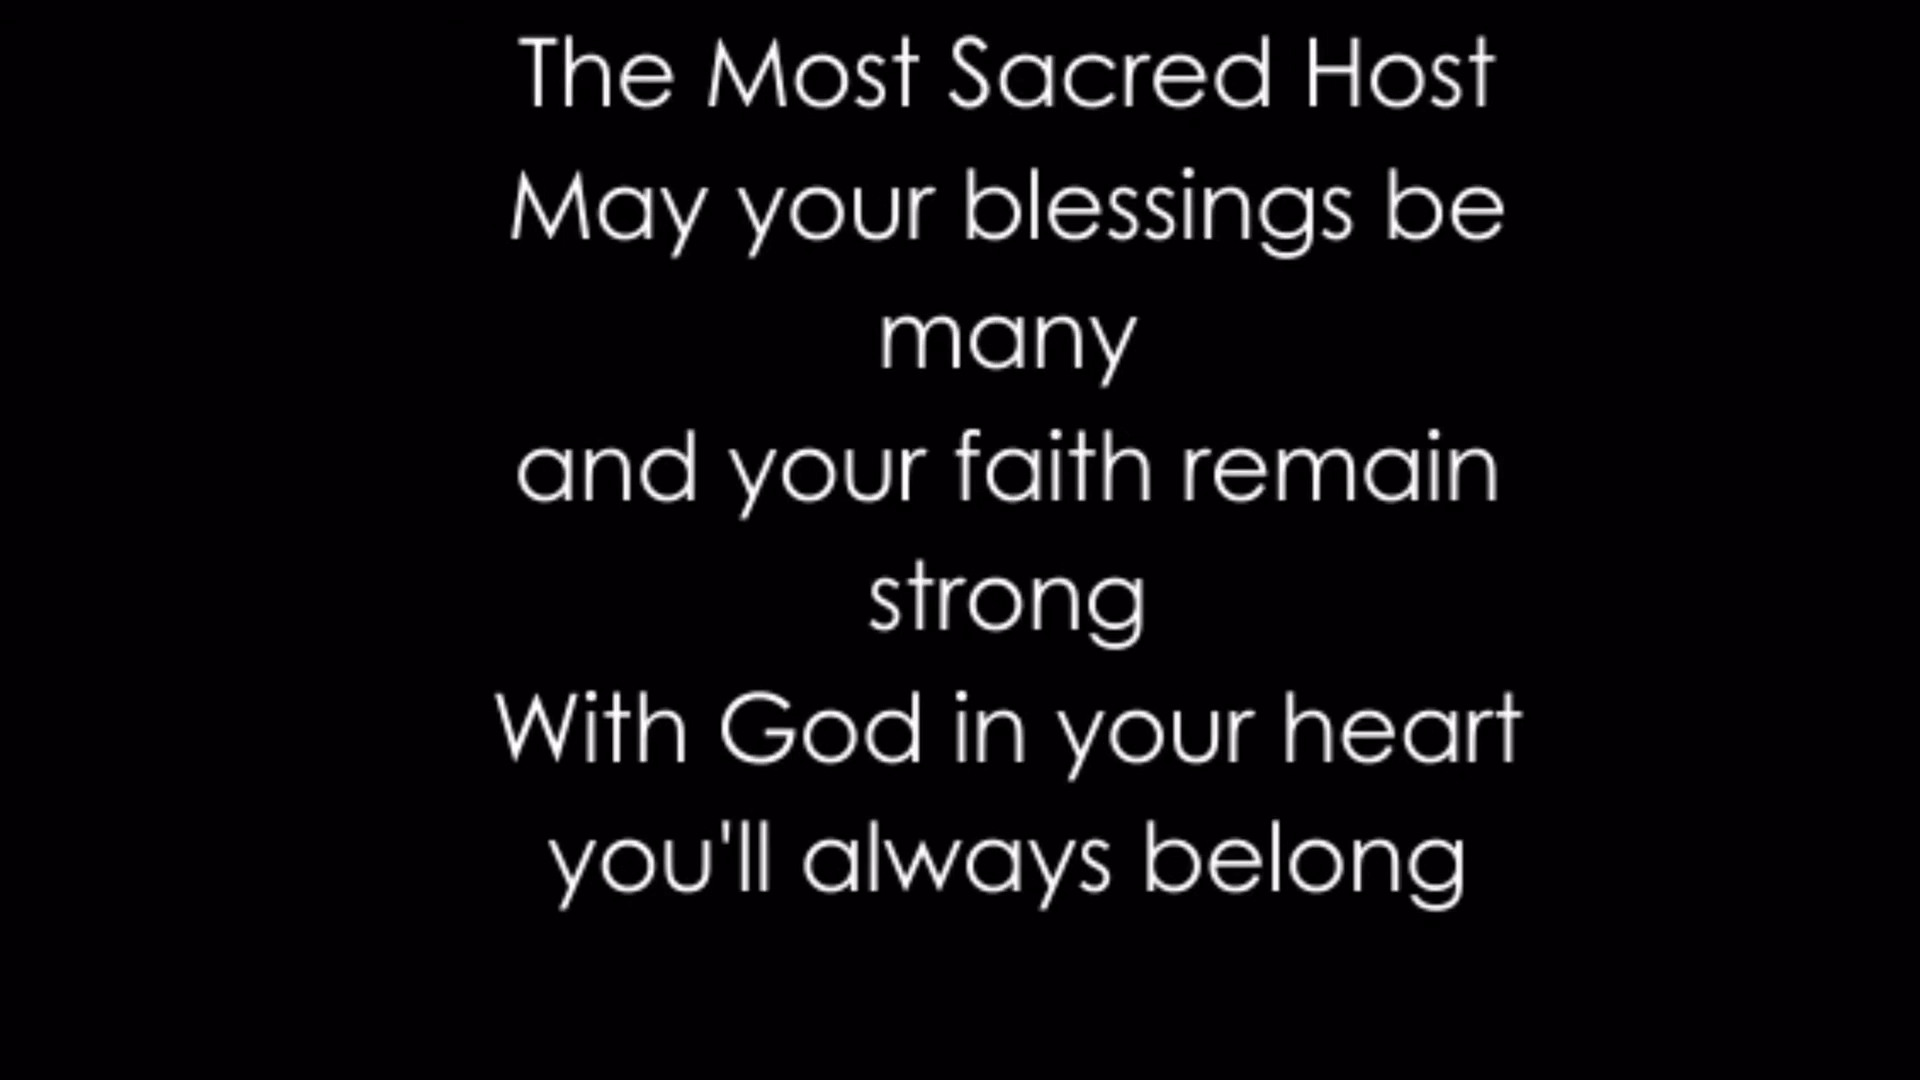 The Most Sacred Host
May your blessings be
many
and your faith remain
strong
With God in your heart
you'll always belong